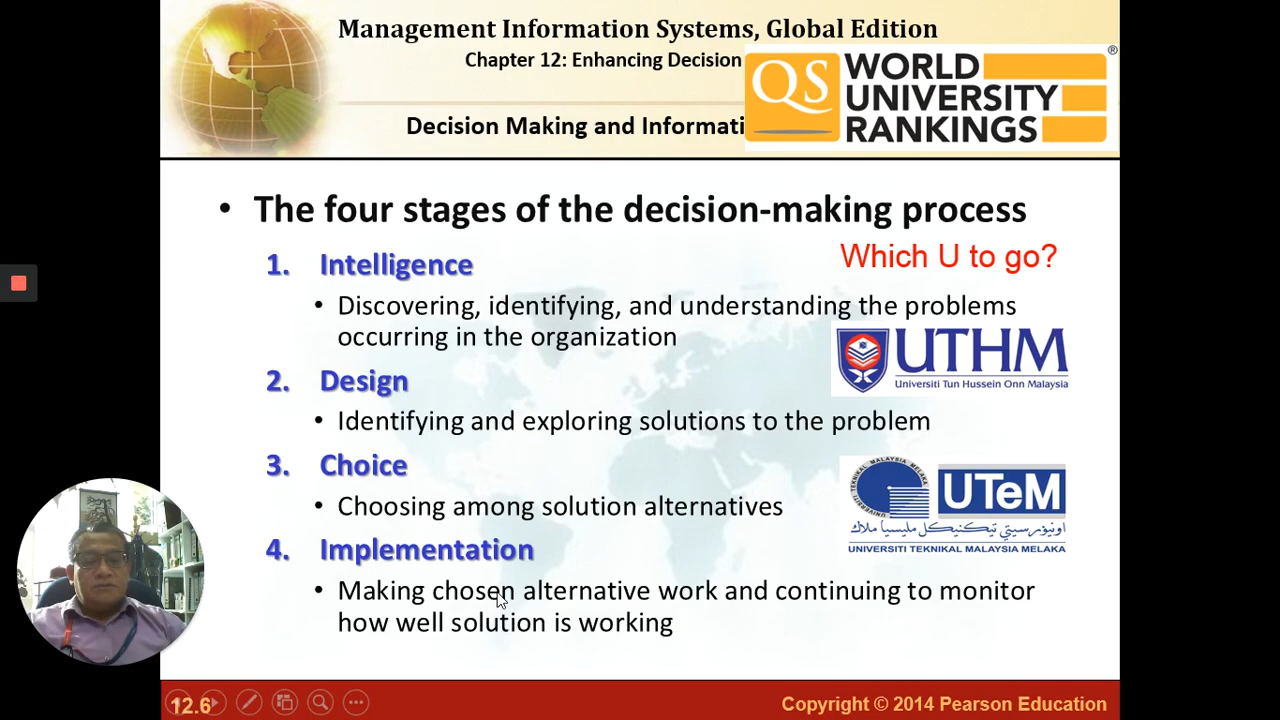 Management Information Systems, Global Edition
Chapter 12: Enhancing Decision
QS WORLD UNIVERSITY RANKINGS ®
Decision Making and Informati
• The four stages of the decision-making process
Which U to go?
1. Intelligence
• Discovering, identifying, and understanding the problems
occurring in the organization
UTHM
Universiti Tun Hussein Onn Malaysia
2. Design
• Identifying and exploring solutions to the problem
3. Choice
• Choosing among solution alternatives
UTeM
اونيۏرسيتي تيكنيكل مليسيا ملاك
UNIVERSITI TEKNIKAL MALAYSIA MELAKA
4. Implementation
• Making chosen alternative work and continuing to monitor
how well solution is working
12.6
Copyright © 2014 Pearson Education